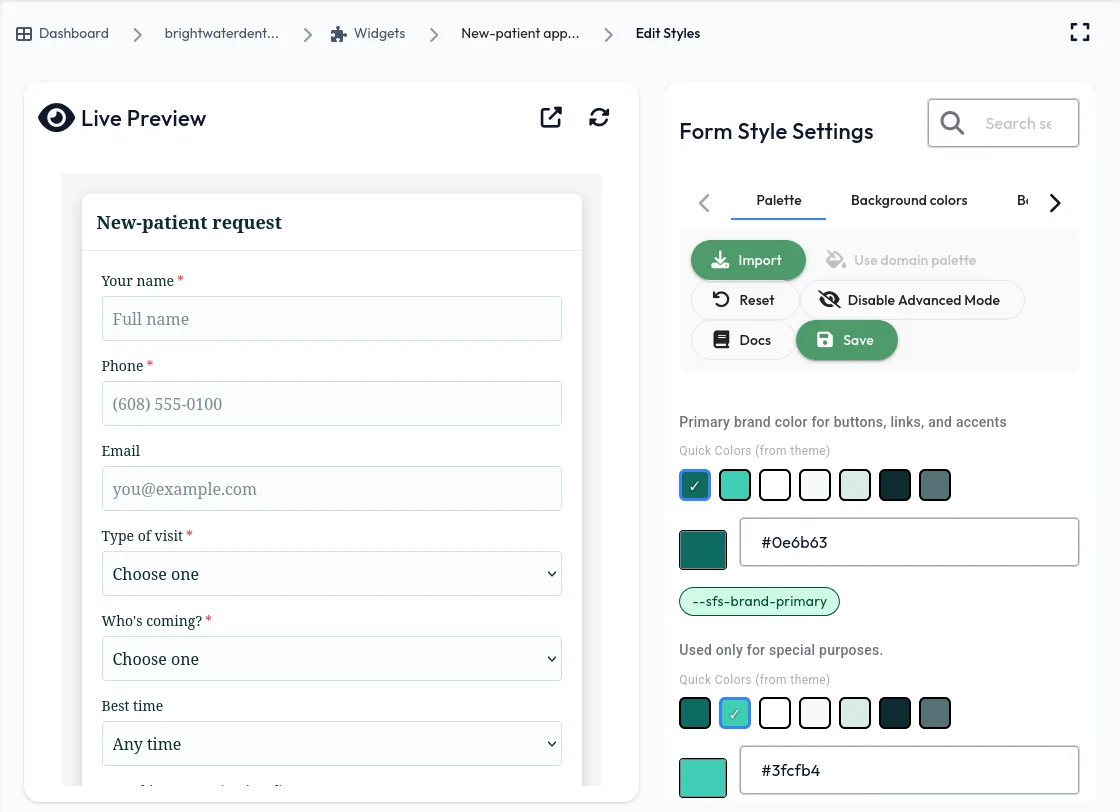 Dashboard
brightwaterdent...
Widgets
New-patient app...
Edit Styles
Live Preview
New-patient request
Your name *
Full name
Phone *
(608) 555-0100
Email
you@example.com
Type of visit *
Choose one
Who's coming? *
Choose one
Best time
Any time
Form Style Settings
Search se
Palette
Background colors
Import
Use domain palette
Reset
Disable Advanced Mode
Docs
Save
Primary brand color for buttons, links, and accents
Quick Colors (from theme)
#0e6b63
--sfs-brand-primary
Used only for special purposes.
Quick Colors (from theme)
#3fcfb4